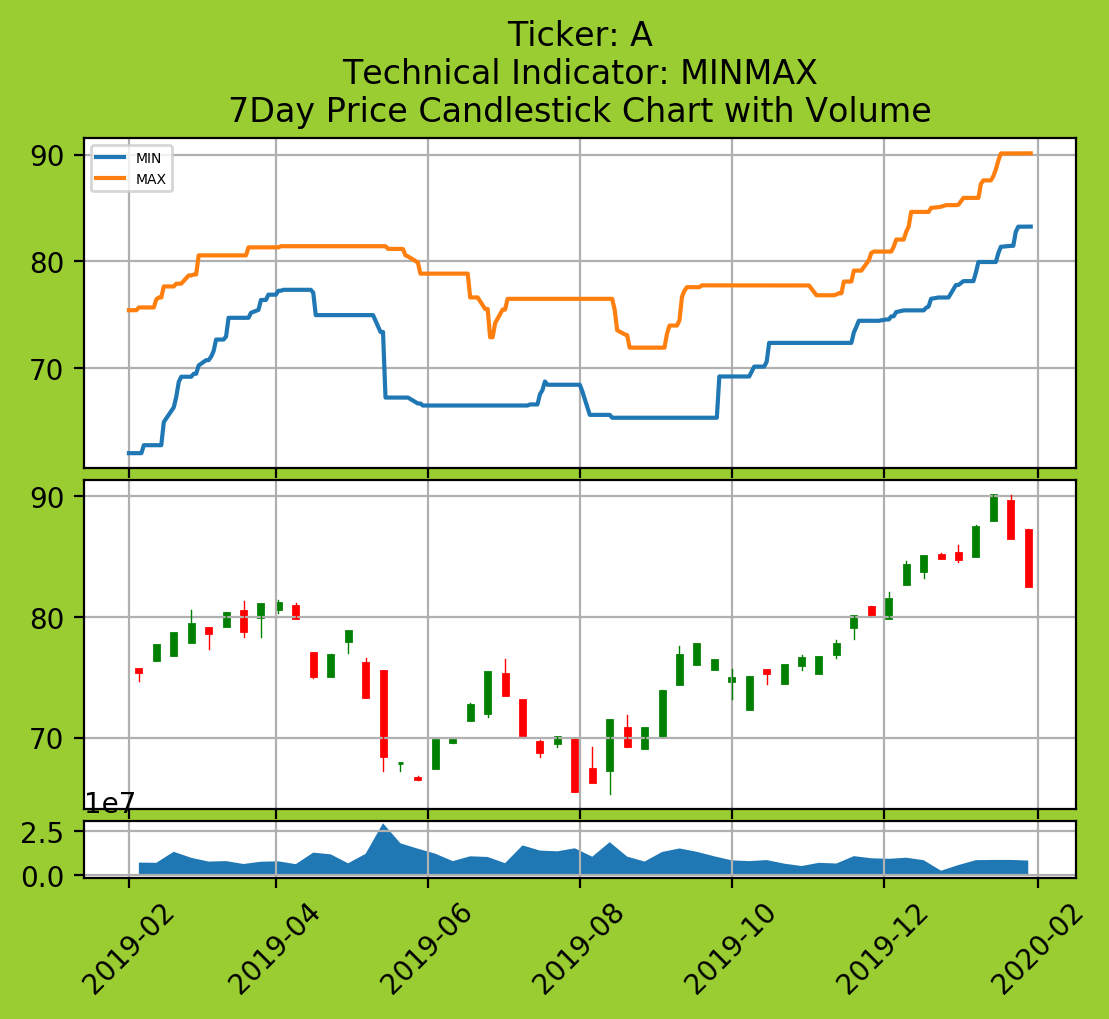 Ticker: A
Technical Indicator: MINMAX
7Day Price Candlestick Chart with Volume
90
80
70
MIN
MAX
90
80
70
1e7
2.5
0.0
2019-02
2019-04
2019-06
2019-08
2019-10
2019-12
2020-02